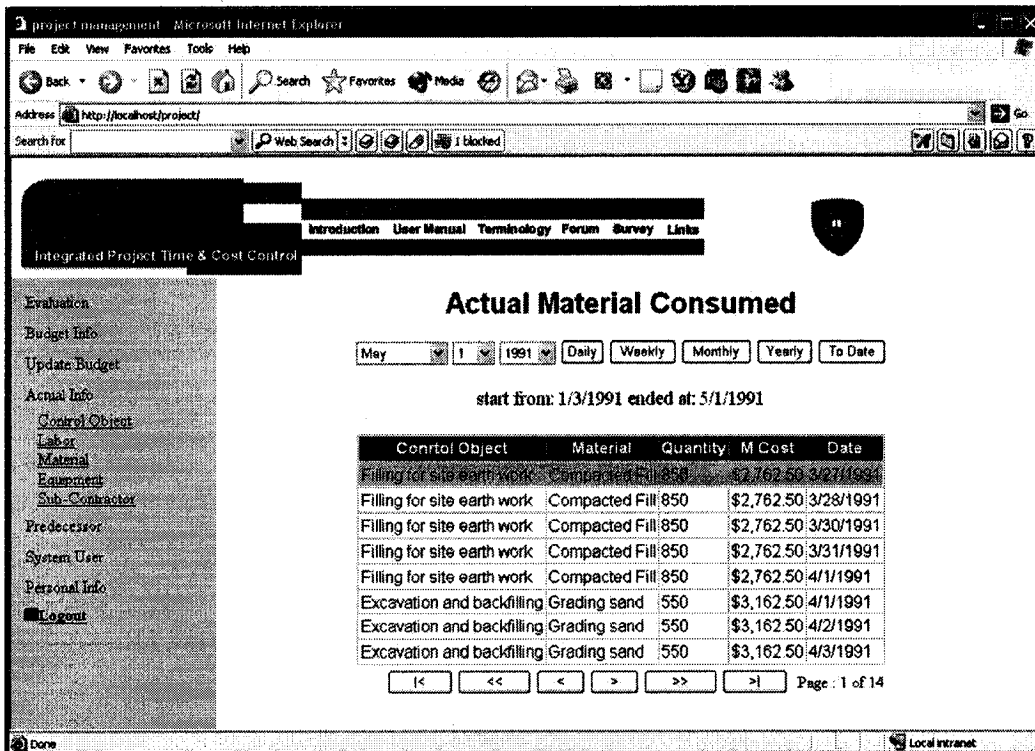 project management - Microsoft Internet Explorer
File Edit View Favorites Tools Help
Back Search Favorites Media
Address http://localhost/project/ Go
Search for Web Search 1 blocked
Introduction User Manual Terminology Forum Survey Links
Integrated Project Time & Cost Control
Evaluation
Budget Info
Update Budget
Actual Info
Control Object
Labor
Material
Equipment
Sub-Contractor
Predecessor
System User
Personal Info
Logout
Actual Material Consumed
May 1 1991 Daily Weekly Monthly Yearly To Date
start from: 1/3/1991 ended at: 5/1/1991
Conrtol Object Material Quantity M Cost Date
Filling for site earth work Compacted Fill 850 $2,762.50 3/27/1991
Filling for site earth work Compacted Fill 850 $2,762.50 3/28/1991
Filling for site earth work Compacted Fill 850 $2,762.50 3/30/1991
Filling for site earth work Compacted Fill 850 $2,762.50 3/31/1991
Filling for site earth work Compacted Fill 850 $2,762.50 4/1/1991
Excavation and backfilling Grading sand 550 $3,162.50 4/1/1991
Excavation and backfilling Grading sand 550 $3,162.50 4/2/1991
Excavation and backfilling Grading sand 550 $3,162.50 4/3/1991
|< << < > >> >| Page : 1 of 14
Done Local intranet